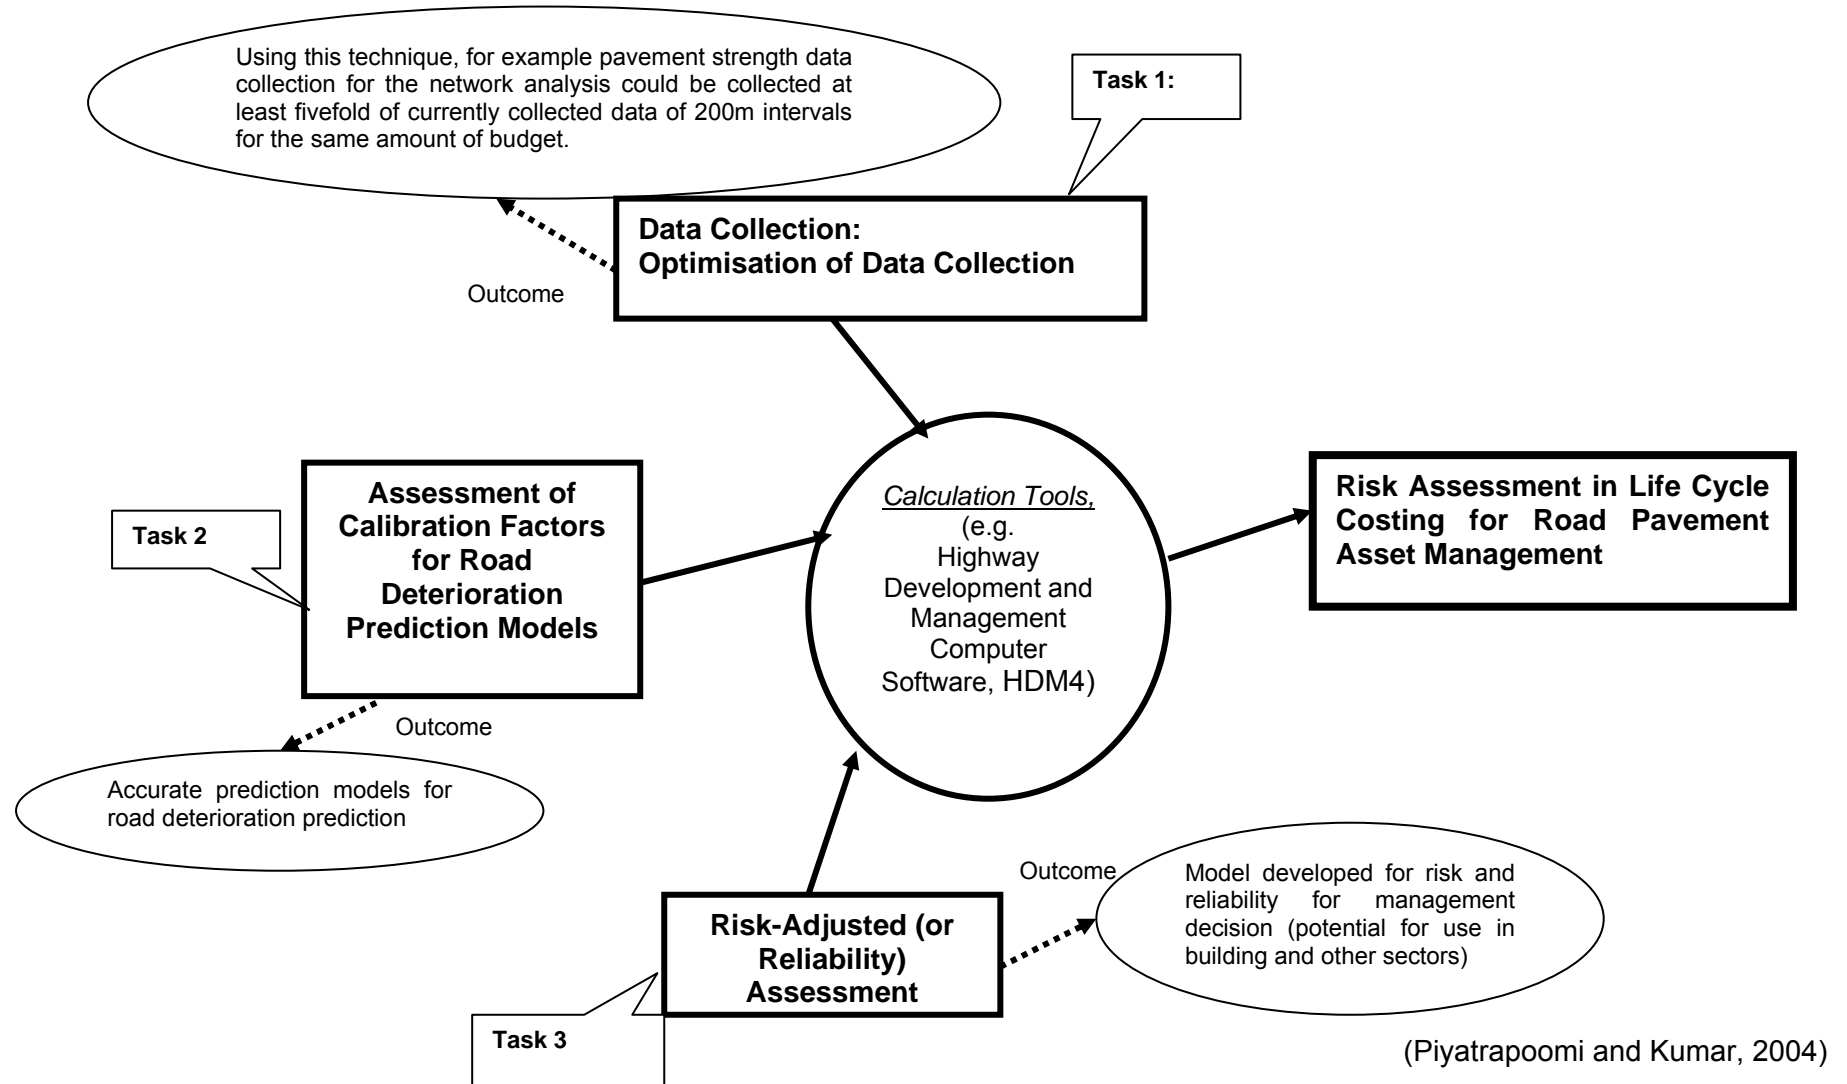 Using this technique, for example pavement strength data
collection for the network analysis could be collected at
least fivefold of currently collected data of 200m intervals
for the same amount of budget.
Task 1:
Data Collection:
Optimisation of Data Collection
Outcome
Assessment of
Calibration Factors
for Road
Deterioration
Prediction Models
Task 2
Calculation Tools,
(e.g.
Highway
Development and
Management
Computer
Software, HDM4)
Risk Assessment in Life Cycle
Costing for Road Pavement
Asset Management
Outcome
Accurate prediction models for
road deterioration prediction
Outcome
Model developed for risk and
reliability for management
decision (potential for use in
building and other sectors)
Risk-Adjusted (or
Reliability)
Assessment
Task 3
(Piyatrapoomi and Kumar, 2004)